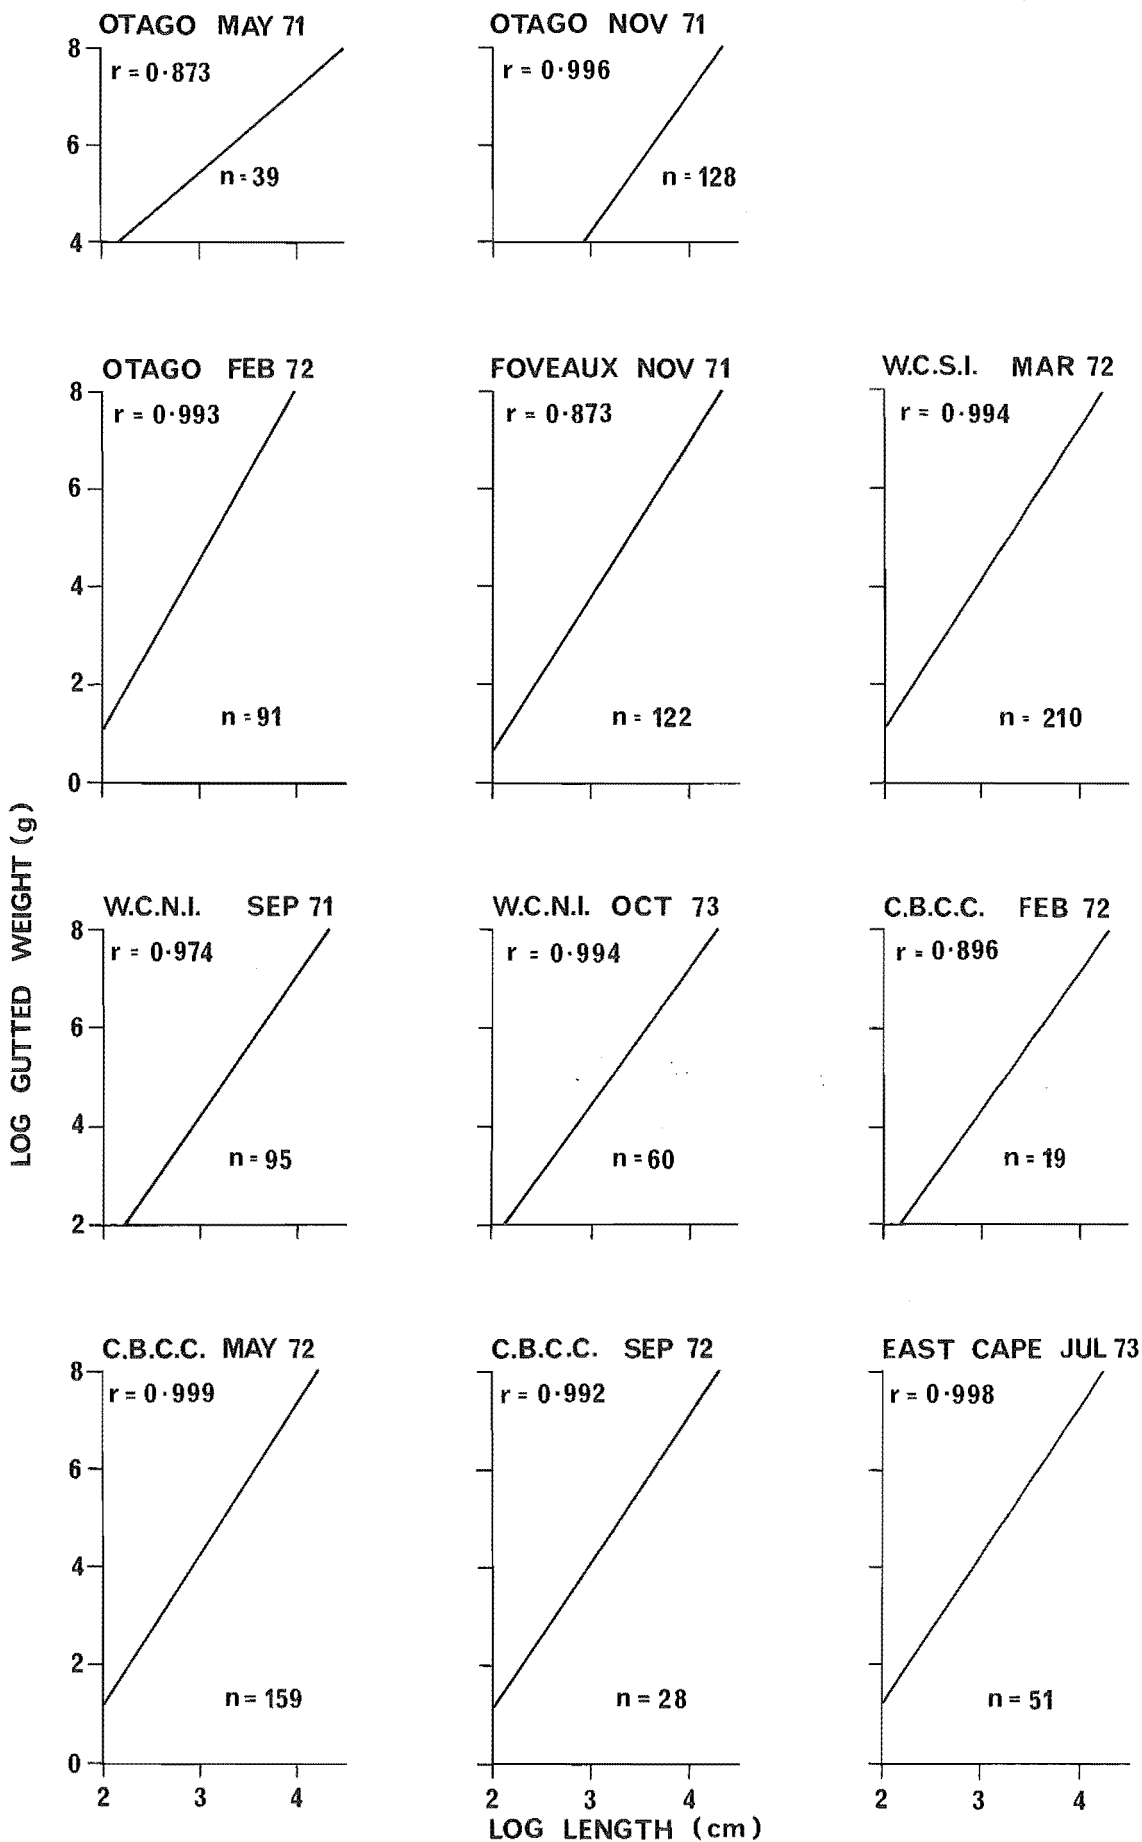 OTAGO MAY 71
r = 0·873
n = 39
8
6
4
OTAGO NOV 71
r = 0·996
n = 128
OTAGO FEB 72
r = 0·993
n = 91
8
6
4
2
0
FOVEAUX NOV 71
r = 0·873
n = 122
W.C.S.I. MAR 72
r = 0·994
n = 210
LOG GUTTED WEIGHT (g)
W.C.N.I. SEP 71
r = 0·974
n = 95
8
6
4
2
W.C.N.I. OCT 73
r = 0·994
n = 60
C.B.C.C. FEB 72
r = 0·896
n = 19
C.B.C.C. MAY 72
r = 0·999
n = 159
8
6
4
2
0
2 3 4
C.B.C.C. SEP 72
r = 0·992
n = 28
2 3 4
EAST CAPE JUL 73
r = 0·998
n = 51
2 3 4
LOG LENGTH (cm)